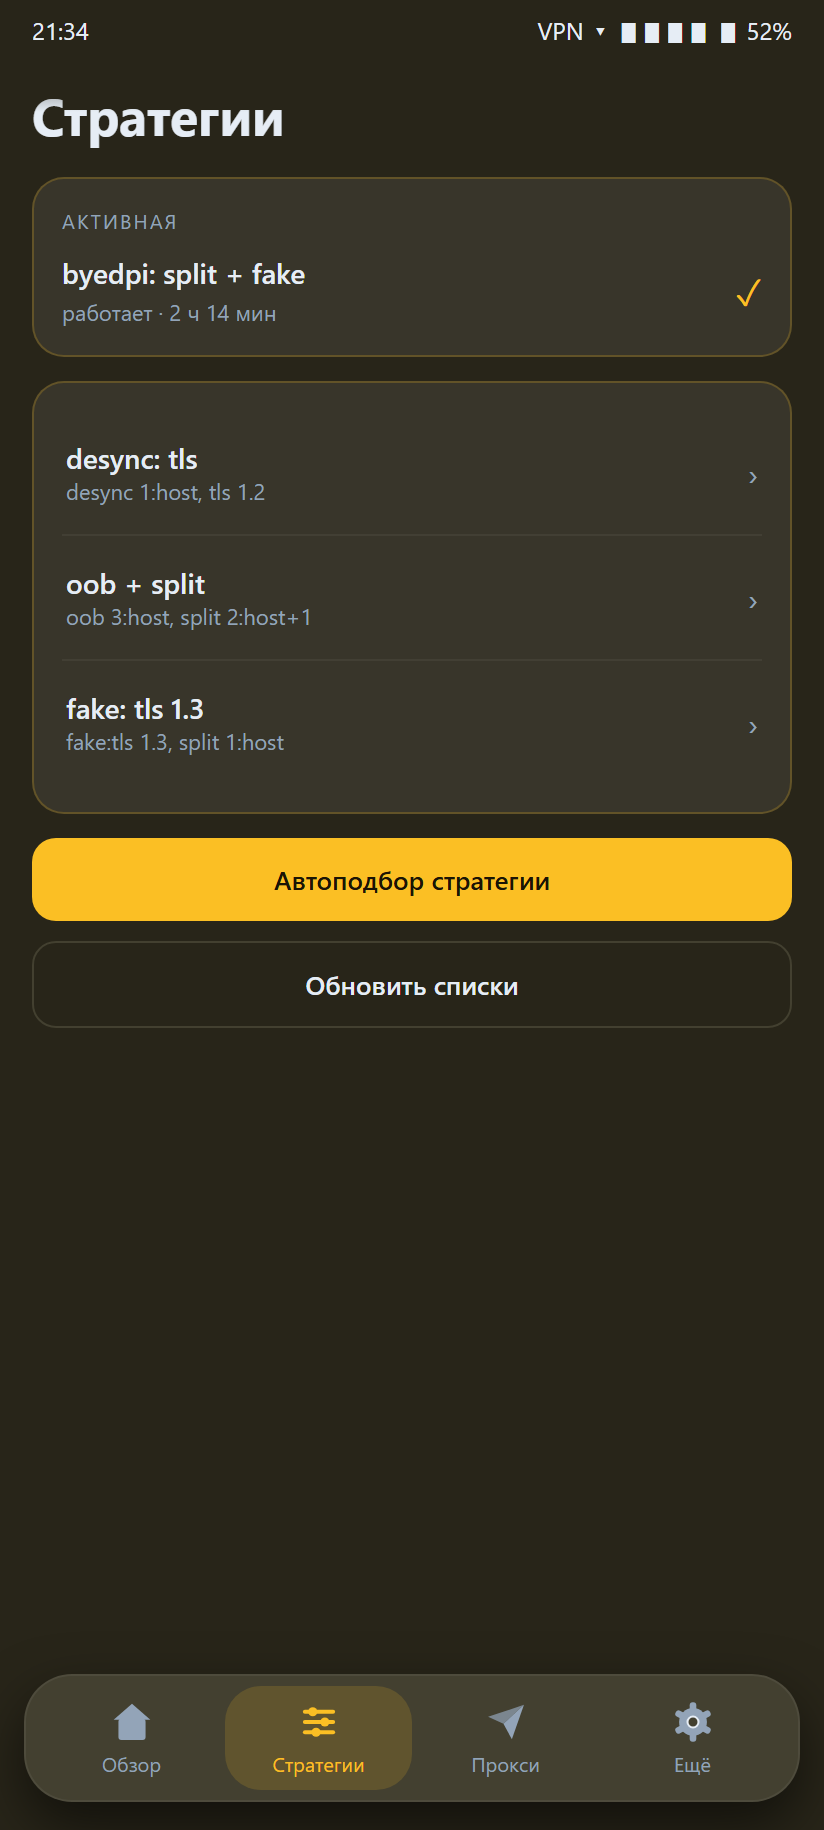 21:34 VPN ▼ 52%
Стратегии
АКТИВНАЯ
byedpi: split + fake
работает · 2 ч 14 мин
desync: tls
desync 1:host, tls 1.2
oob + split
oob 3:host, split 2:host+1
fake: tls 1.3
fake:tls 1.3, split 1:host
Автоподбор стратегии
Обновить списки
Обзор Стратегии Прокси Ещё